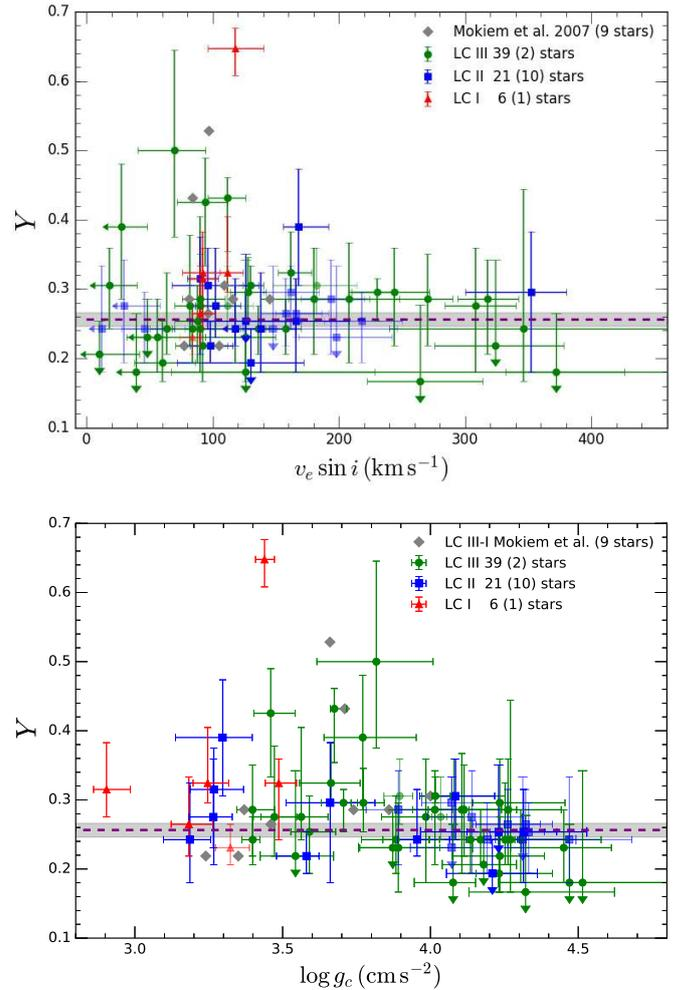 0.7
0.6
0.5
0.4
0.3
0.2
0.1
Y
Mokiem et al. 2007 (9 stars)
LC III 39 (2) stars
LC II 21 (10) stars
LC I 6 (1) stars
0 100 200 300 400
v_e sin i (km s⁻¹)
0.7
0.6
0.5
0.4
0.3
0.2
0.1
Y
LC III-I Mokiem et al. (9 stars)
LC III 39 (2) stars
LC II 21 (10) stars
LC I 6 (1) stars
3.0 3.5 4.0 4.5
log g_c (cm s⁻²)